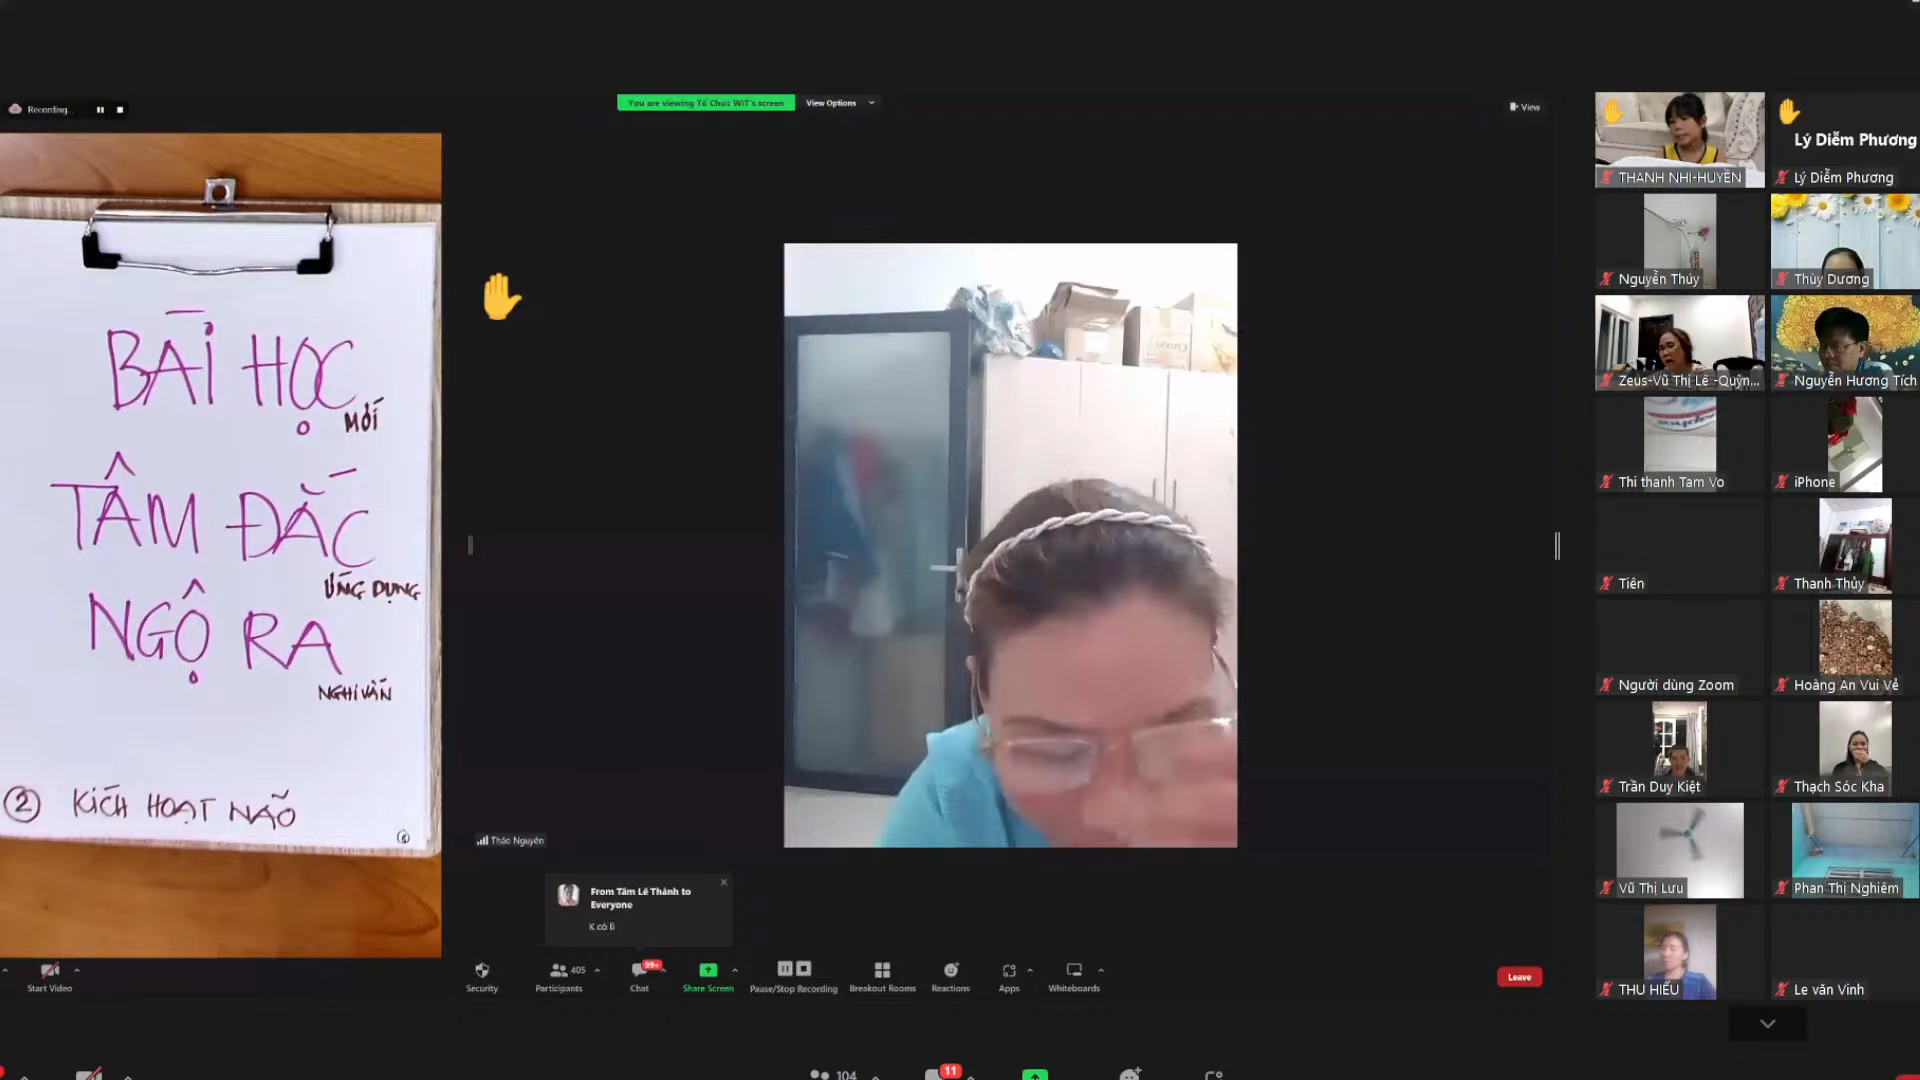 Recording...
You are viewing Tổ Chức WIT's screen
View Options
View
BÀI HỌC
MỚI
TÂM ĐẮC
ỨNG DỤNG
NGỘ RA
NGHI VẤN
2 KÍCH HOẠT NÃO
Thảo Nguyên
From Tâm Lê Thành to
Everyone
K có lì
Start Video
Security
405
Participants
99+
Chat
Share Screen
Pause/Stop Recording
Breakout Rooms
Reactions
Apps
Whiteboards
Leave
THANH NHI-HUYỀN
Lý Diễm Phương
Lý Diễm Phương
Nguyễn Thúy
Thùy Dương
Zeus-Vũ Thị Lê -Quỳn...
Nguyễn Hương Tích
Thi thanh Tam Vo
iPhone
Tiên
Thanh Thủy
Người dùng Zoom
Hoàng An Vui Vẻ
Trần Duy Kiệt
Thạch Sóc Kha
Vũ Thị Lưu
Phan Thị Nghiêm
THU HIẾU
Le văn Vinh
104
11